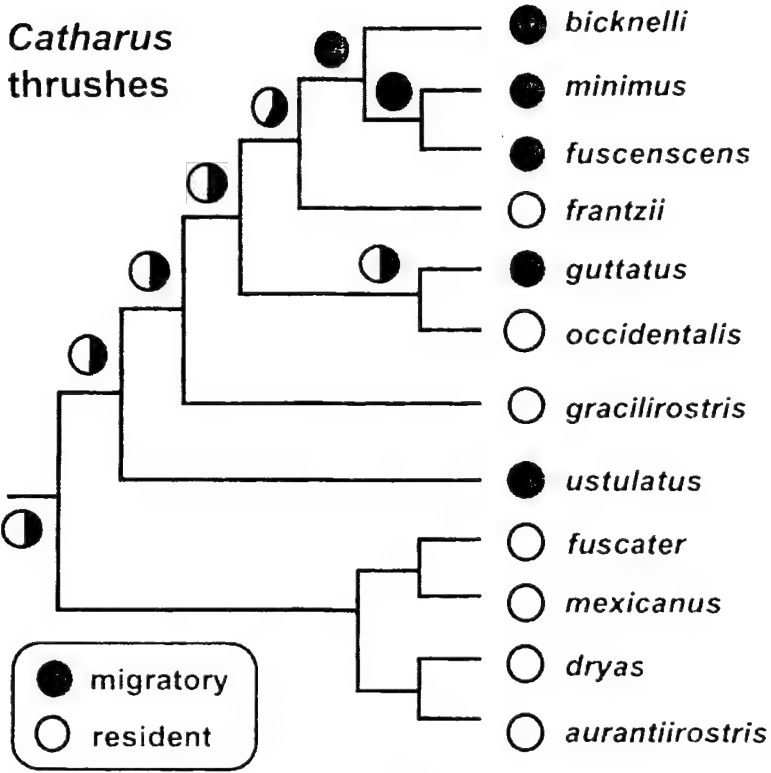 Catharus
thrushes
bicknelli
minimus
fuscenscens
frantzii
guttatus
occidentalis
gracilirostris
ustulatus
fuscater
mexicanus
dryas
aurantiirostris
migratory
resident